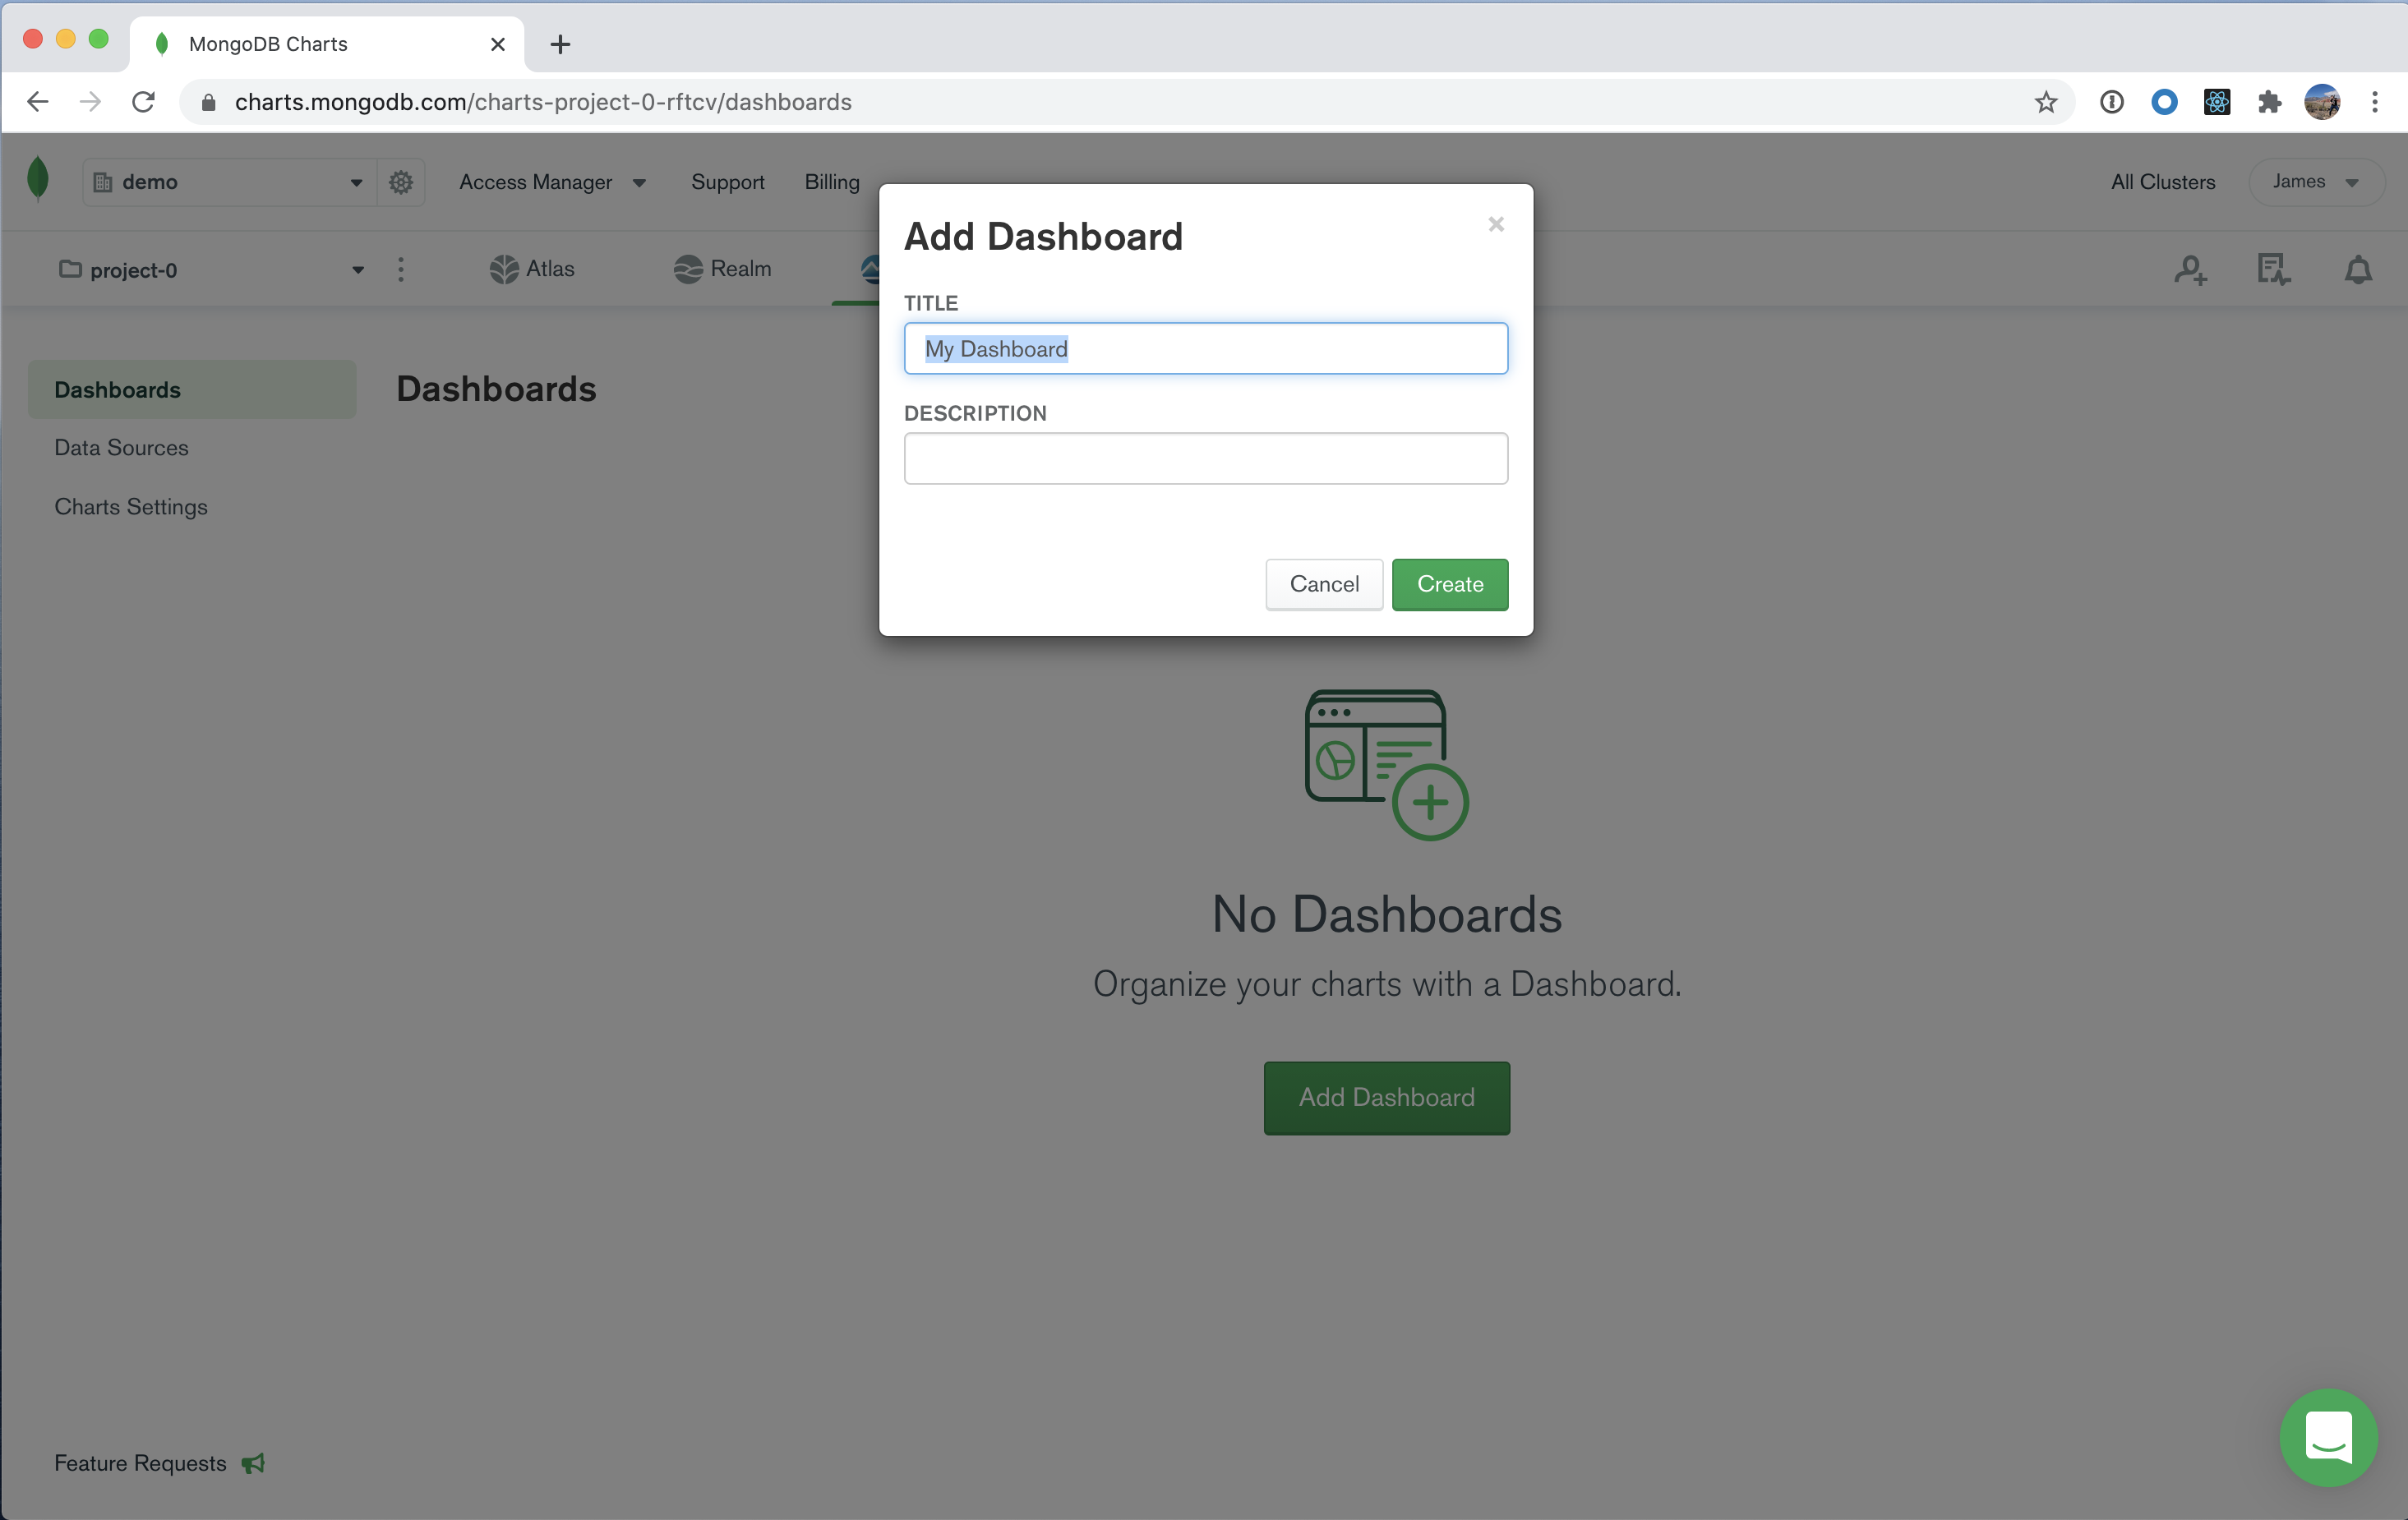 MongoDB Charts
charts.mongodb.com/charts-project-0-rftcv/dashboards
demo
Access Manager
Support
Billing
All Clusters
James
project-0
Atlas
Realm
Add Dashboard
TITLE
My Dashboard
DESCRIPTION
Cancel
Create
Dashboards
Data Sources
Charts Settings
Dashboards
No Dashboards
Organize your charts with a Dashboard.
Add Dashboard
Feature Requests